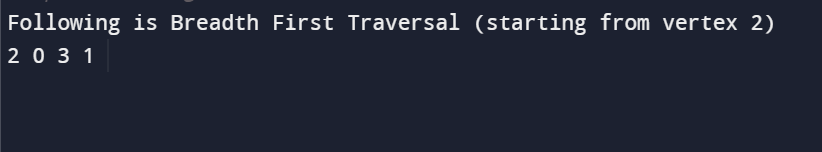 Following is Breadth First Traversal (starting from vertex 2)
2 0 3 1